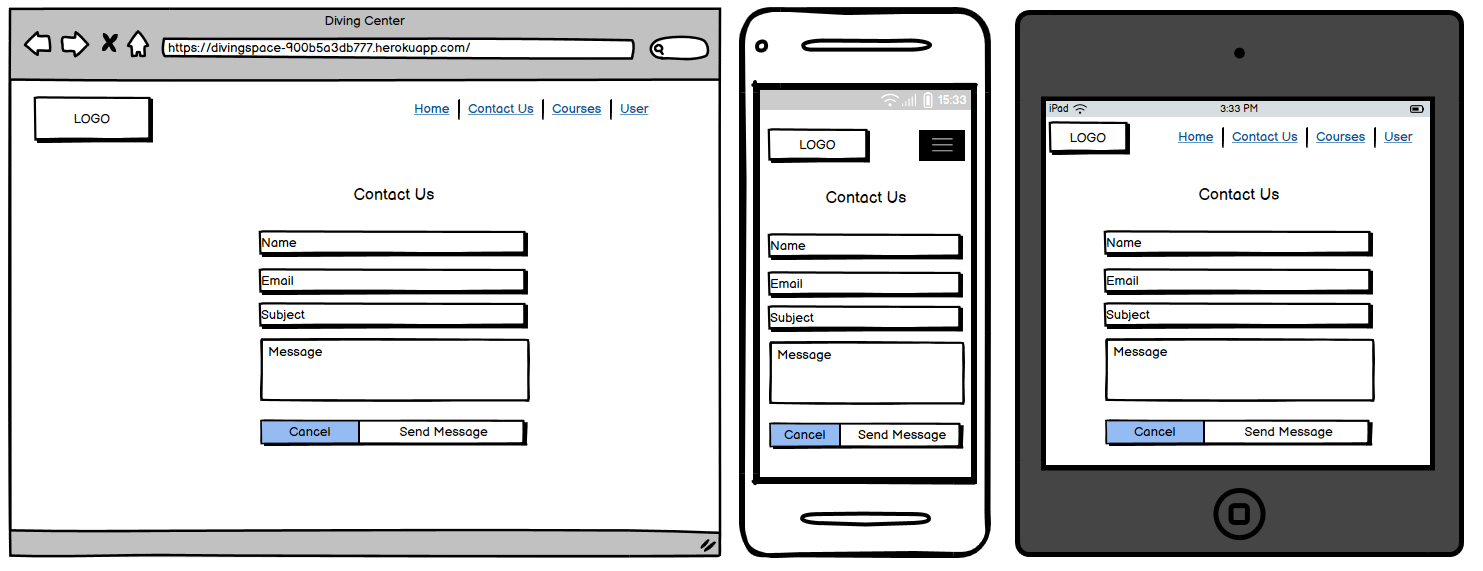 Diving Center
https://divingspace-900b5a3db777.herokuapp.com/
LOGO
Home Contact Us Courses User
Contact Us
Name
Email
Subject
Message
Cancel Send Message
15:33
LOGO
Contact Us
Name
Email
Subject
Message
Cancel Send Message
iPad 3:33 PM
LOGO
Home Contact Us Courses User
Contact Us
Name
Email
Subject
Message
Cancel Send Message